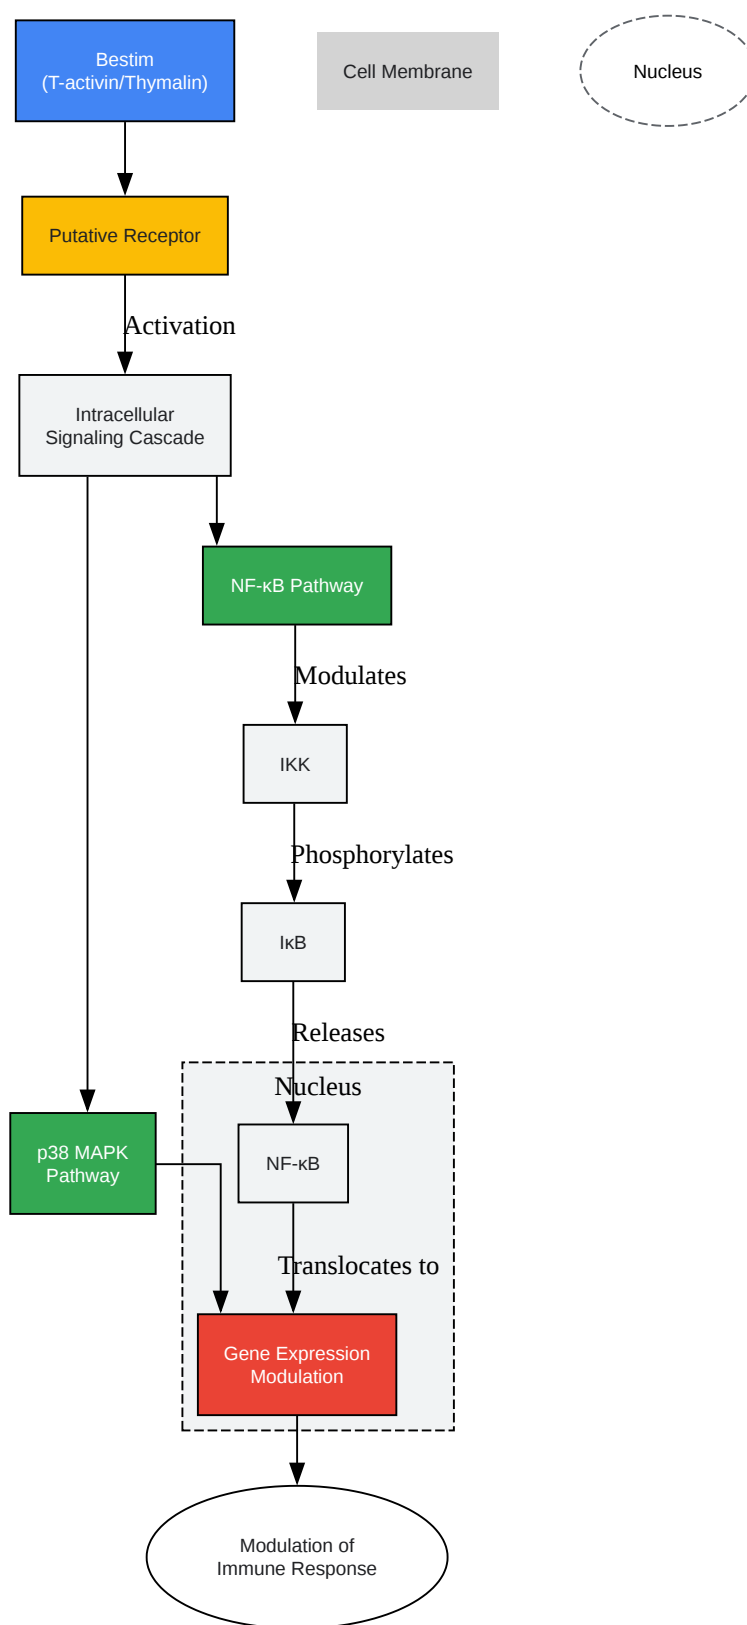 Bestim
(T-activin/Thymalin)
Cell Membrane
Nucleus
Putative Receptor
Activation
Intracellular
Signaling Cascade
NF-κB Pathway
Modulates
IKK
Phosphorylates
IκB
Releases
Nucleus
p38 MAPK
Pathway
NF-κB
Translocates to
Gene Expression
Modulation
Modulation of
Immune Response